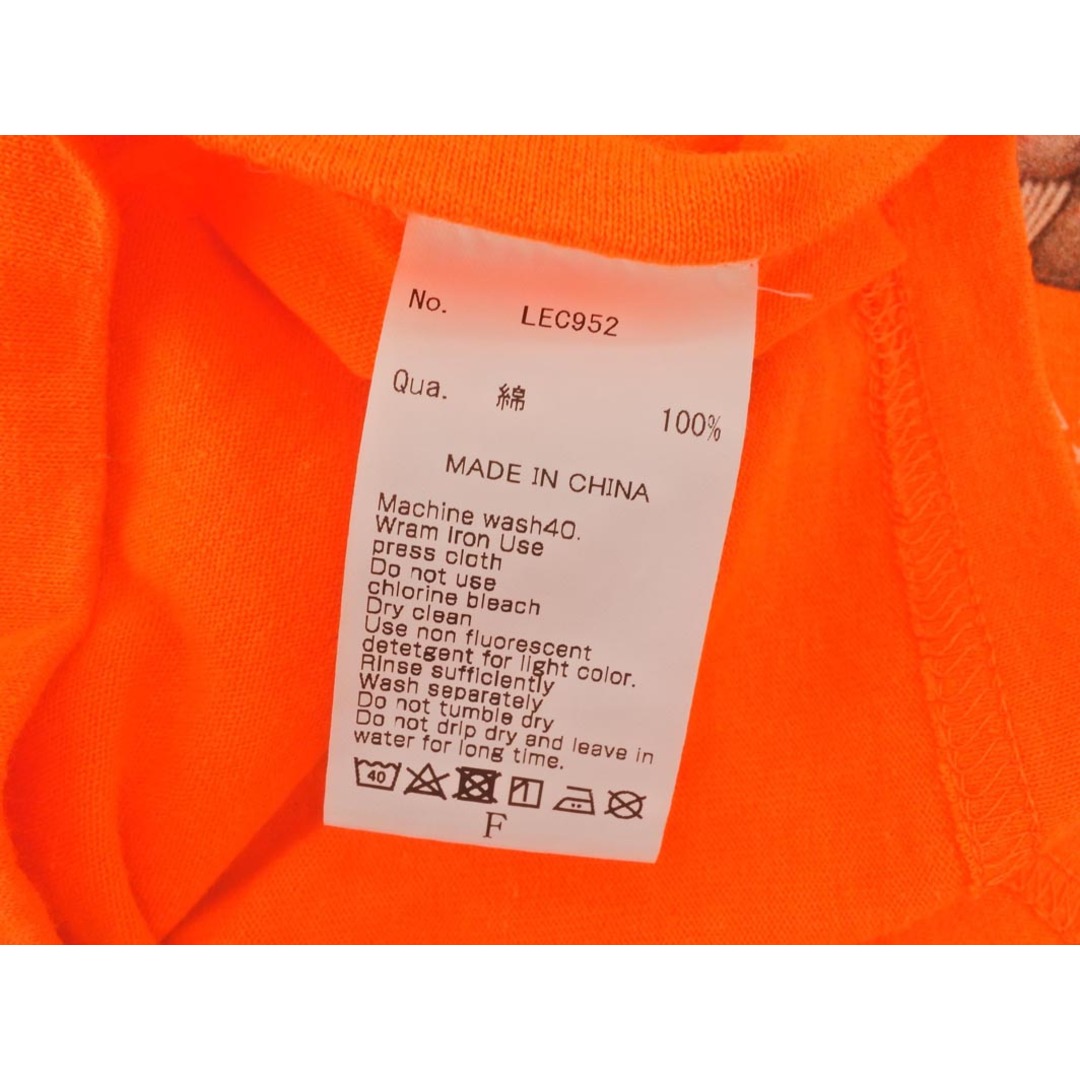 No. LEC952
Qua. 綿 100%
MADE IN CHINA
Machine wash40.
Wram Iron Use
press cloth
Do not use
chlorine bleach
Dry clean
Use non fluorescent
detetgent for light color.
Rinse sufficiently
Wash separately
Do not tumble dry
Do not drip dry and leave in
water for long time.
40
F